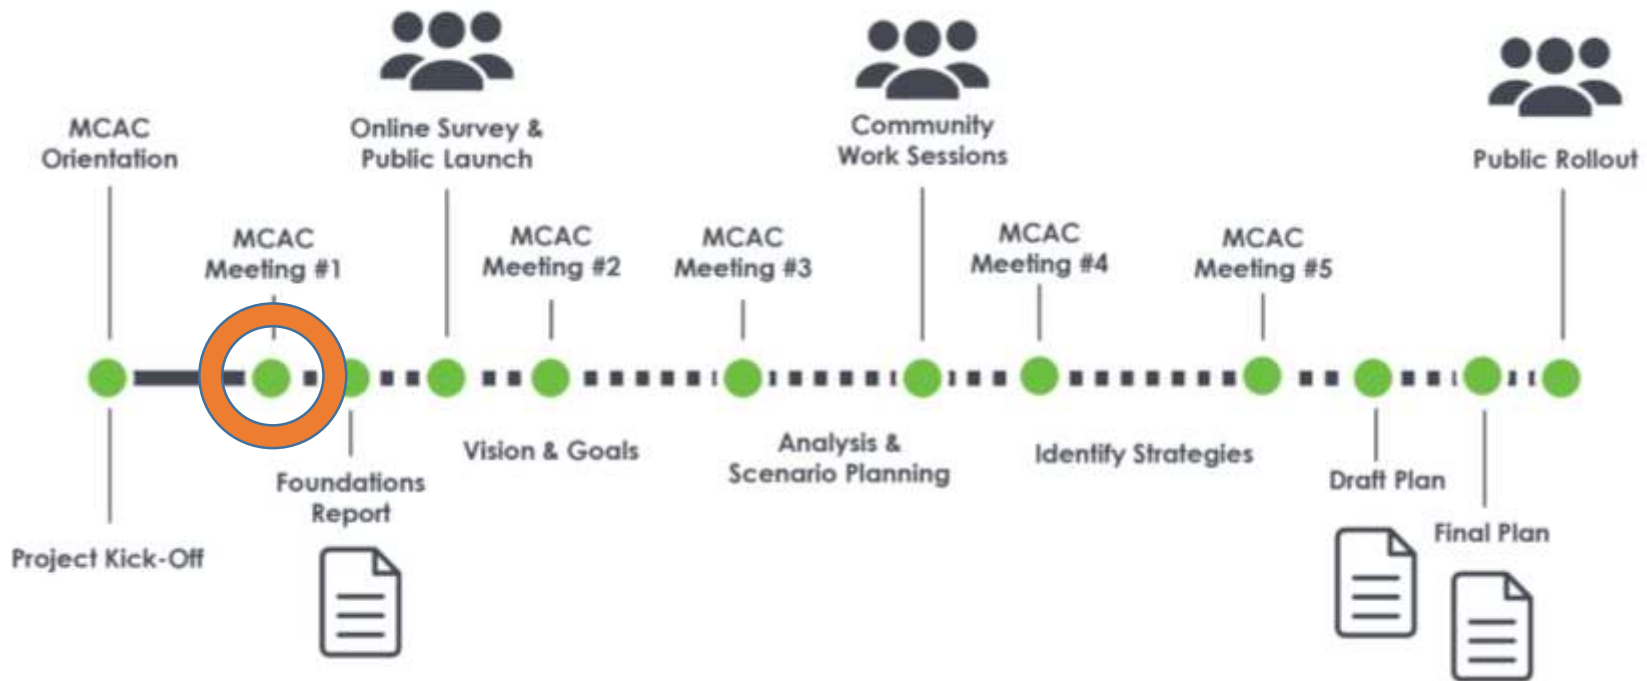 MCAC
Orientation
Online Survey &
Public Launch
Community
Work Sessions
Public Rollout
MCAC
Meeting #1
MCAC
Meeting #2
MCAC
Meeting #3
MCAC
Meeting #4
MCAC
Meeting #5
Project Kick-Off
Foundations
Report
Vision & Goals
Analysis &
Scenario Planning
Identify Strategies
Draft Plan
Final Plan